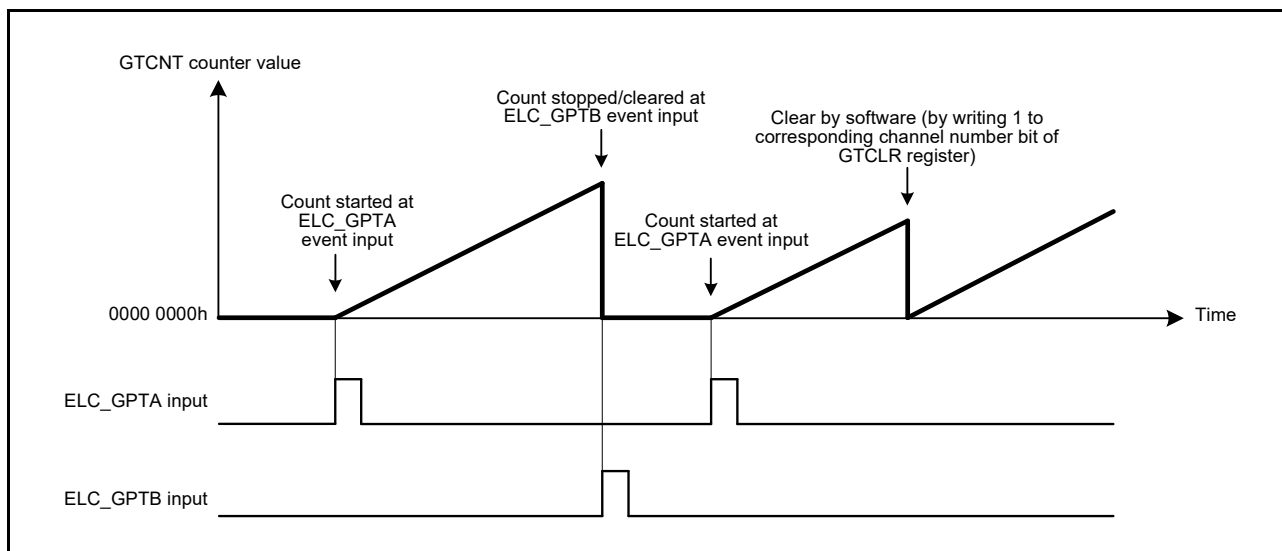 GTCNT counter value
Count stopped/cleared at
ELC_GPTB event input
Clear by software (by writing 1 to
corresponding channel number bit of
GTCLR register)
Count started at
ELC_GPTA
event input
Count started at
ELC_GPTA event input
0000 0000h
Time
ELC_GPTA input
ELC_GPTB input